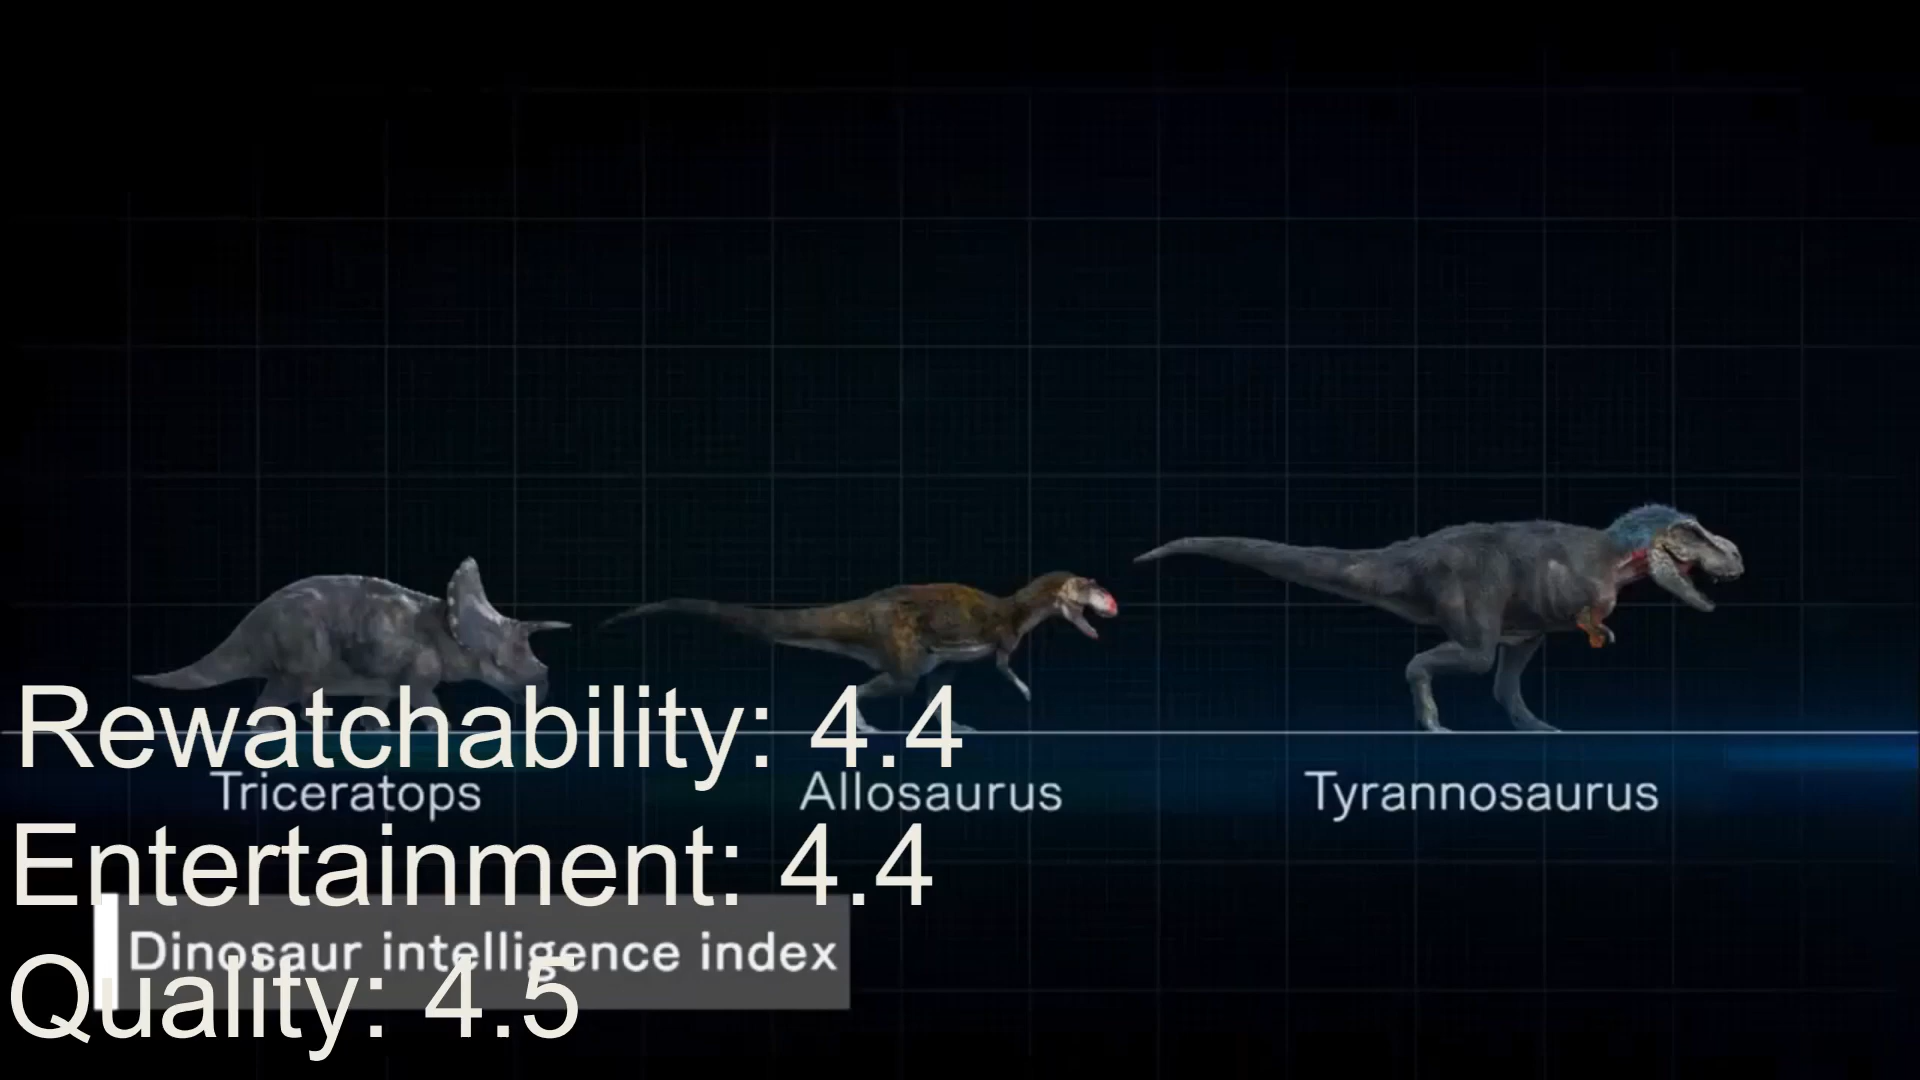 Rewatchability: 4.4
Triceratops Allosaurus Tyrannosaurus
Entertainment: 4.4
Dinosaur intelligence index
Quality: 4.5